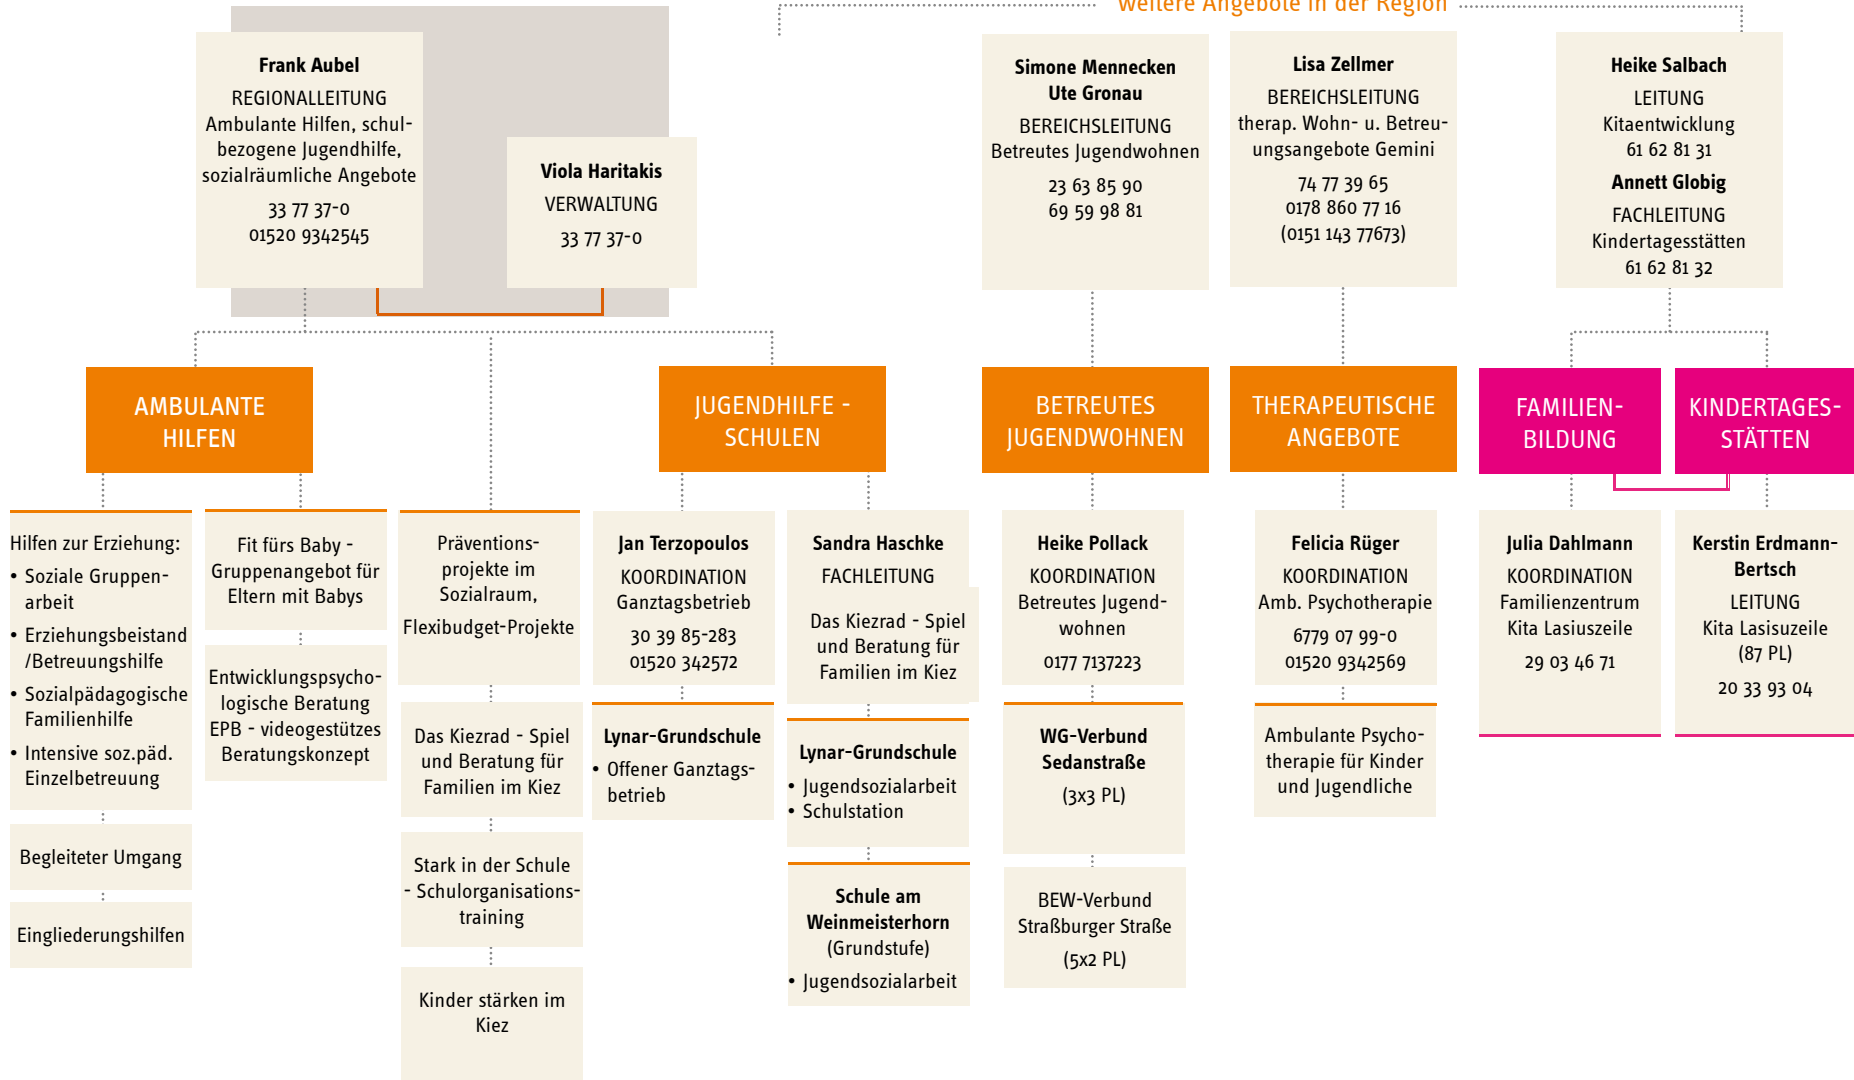 weitere Angebote in der Region
Frank Aubel
REGIONALLEITUNG
Ambulante Hilfen, schul-
bezogene Jugendhilfe,
sozialräumliche Angebote
33 77 37-0
01520 9342545
Viola Haritakis
VERWALTUNG
33 77 37-0
Simone Mennecken
Ute Gronau
BEREICHSLEITUNG
Betreutes Jugendwohnen
23 63 85 90
69 59 98 81
Lisa Zellmer
BEREICHSLEITUNG
therap. Wohn- u. Betreu-
ungsangebote Gemini
74 77 39 65
0178 860 77 16
(0151 143 77673)
Heike Salbach
LEITUNG
Kitaentwicklung
61 62 81 31
Annett Globig
FACHLEITUNG
Kindertagesstätten
61 62 81 32
AMBULANTE
HILFEN
JUGENDHILFE -
SCHULEN
BETREUTES
JUGENDWOHNEN
THERAPEUTISCHE
ANGEBOTE
FAMILIEN-
BILDUNG
KINDERTAGES-
STÄTTEN
Hilfen zur Erziehung:
• Soziale Gruppen-
arbeit
• Erziehungsbeistand
/Betreuungshilfe
• Sozialpädagogische
Familienhilfe
• Intensive soz.päd.
Einzelbetreuung
Begleiteter Umgang
Eingliederungshilfen
Fit fürs Baby -
Gruppenangebot für
Eltern mit Babys
Entwicklungspsycho-
logische Beratung
EPB - videogestütztes
Beratungskonzept
Präventions-
projekte im
Sozialraum,
Flexibudget-Projekte
Das Kiezrad - Spiel
und Beratung für
Familien im Kiez
Stark in der Schule
- Schulorganisations-
training
Kinder stärken im
Kiez
Jan Terzopoulos
KOORDINATION
Ganztagsbetrieb
30 39 85-283
01520 342572
Lynar-Grundschule
• Offener Ganztags-
betrieb
Sandra Haschke
FACHLEITUNG
Das Kiezrad - Spiel
und Beratung für
Familien im Kiez
Lynar-Grundschule
• Jugendsozialarbeit
• Schulstation
Schule am
Weinmeisterhorn
(Grundstufe)
• Jugendsozialarbeit
Heike Pollack
KOORDINATION
Betreutes Jugend-
wohnen
0177 7137223
WG-Verbund
Sedanstraße
(3x3 PL)
BEW-Verbund
Straßburger Straße
(5x2 PL)
Felicia Rüger
KOORDINATION
Amb. Psychotherapie
6779 07 99-0
01520 9342569
Ambulante Psycho-
therapie für Kinder
und Jugendliche
Julia Dahlmann
KOORDINATION
Familienzentrum
Kita Lasiuszeile
29 03 46 71
Kerstin Erdmann-
Bertsch
LEITUNG
Kita Lasisuzeile
(87 PL)
20 33 93 04